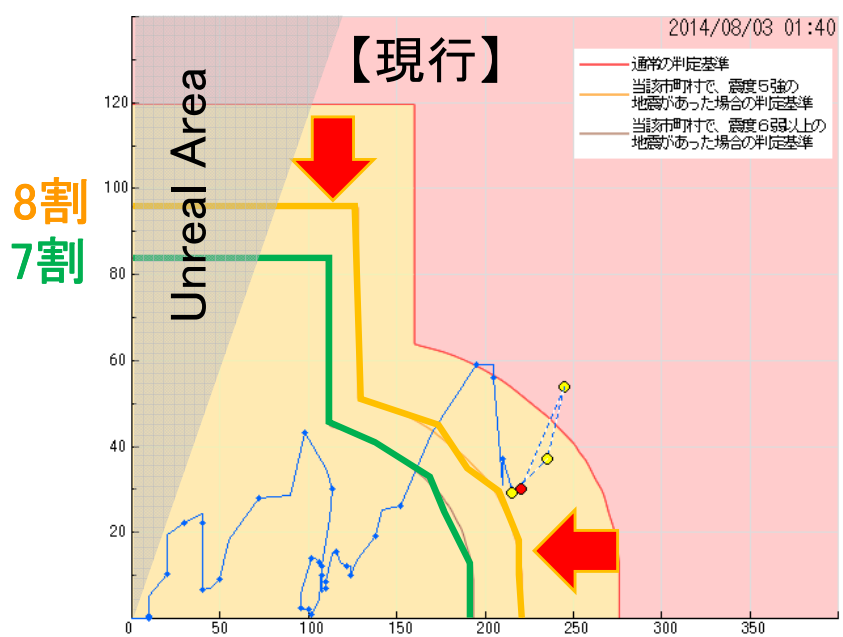 2014/08/03 01:40
【現行】
通常の判定基準
当該市町村で、震度5強の
地震があった場合の判定基準
当該市町村で、震度6弱以上の
地震があった場合の判定基準
Unreal Area
8割
7割
120
100
80
60
40
20
0 50 100 150 200 250 300 350